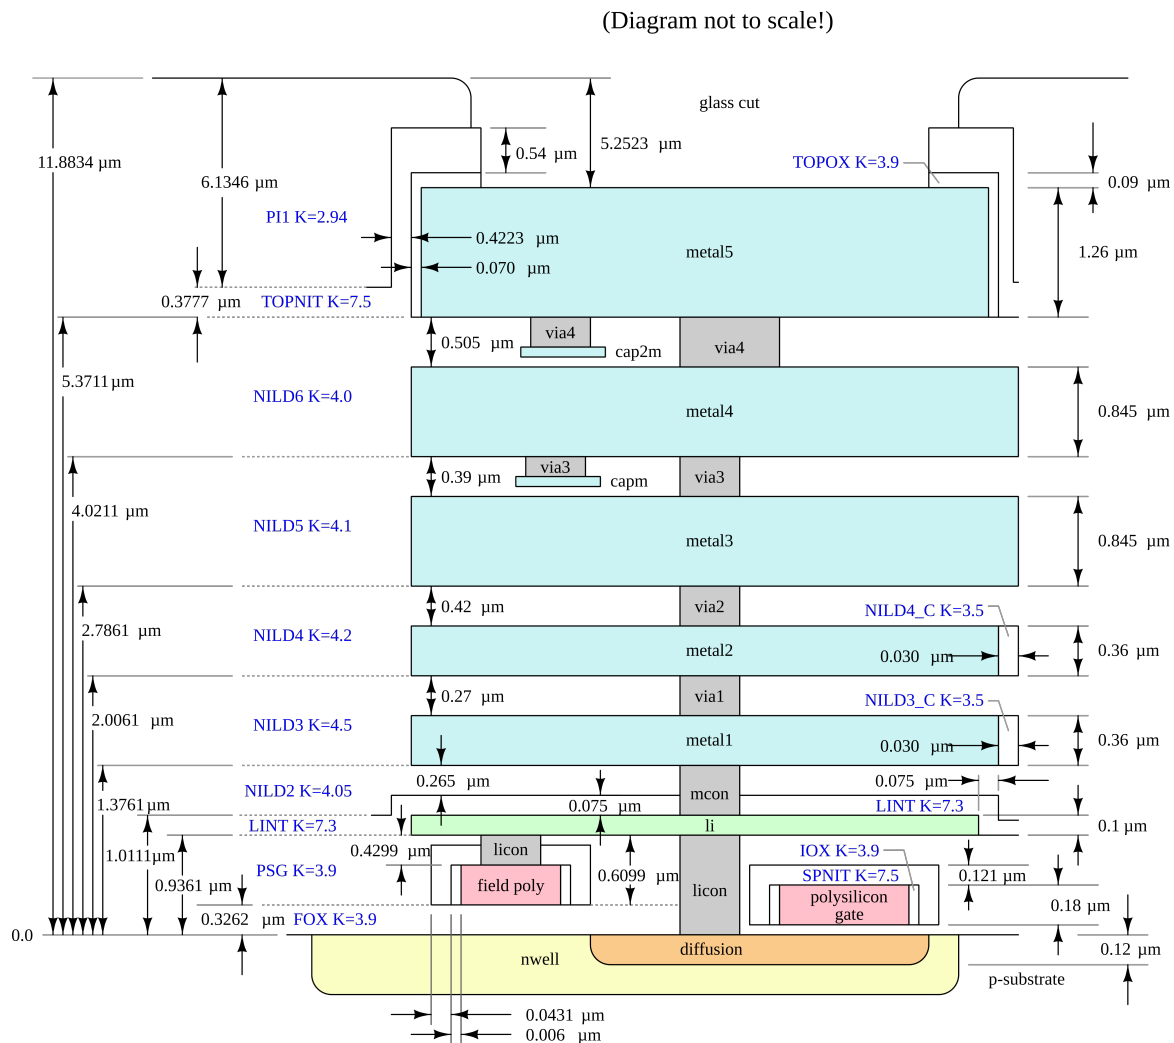 (Diagram not to scale!)
glass cut
11.8834 µm
0.54 µm
5.2523 µm
TOPOX K=3.9
6.1346 µm
0.09 µm
PI1 K=2.94
0.4223 µm
metal5
1.26 µm
0.070 µm
0.3777 µm
TOPNIT K=7.5
0.505 µm
via4
via4
cap2m
5.3711 µm
NILD6 K=4.0
metal4
0.845 µm
0.39 µm
via3
via3
capm
4.0211 µm
NILD5 K=4.1
metal3
0.845 µm
0.42 µm
via2
NILD4_C K=3.5
2.7861 µm
NILD4 K=4.2
metal2
0.030 µm
0.36 µm
0.27 µm
via1
NILD3_C K=3.5
2.0061 µm
NILD3 K=4.5
metal1
0.030 µm
0.36 µm
0.265 µm
0.075 µm
NILD2 K=4.05
mcon
1.3761 µm
0.075 µm
LINT K=7.3
LINT K=7.3
li
0.1 µm
1.0111 µm
0.4299 µm
licon
IOX K=3.9
PSG K=3.9
0.6099 µm
SPNIT K=7.5
0.121 µm
0.9361 µm
field poly
licon
polysilicon
gate
0.18 µm
0.3262 µm
FOX K=3.9
0.0
diffusion
0.12 µm
nwell
p-substrate
0.0431 µm
0.006 µm